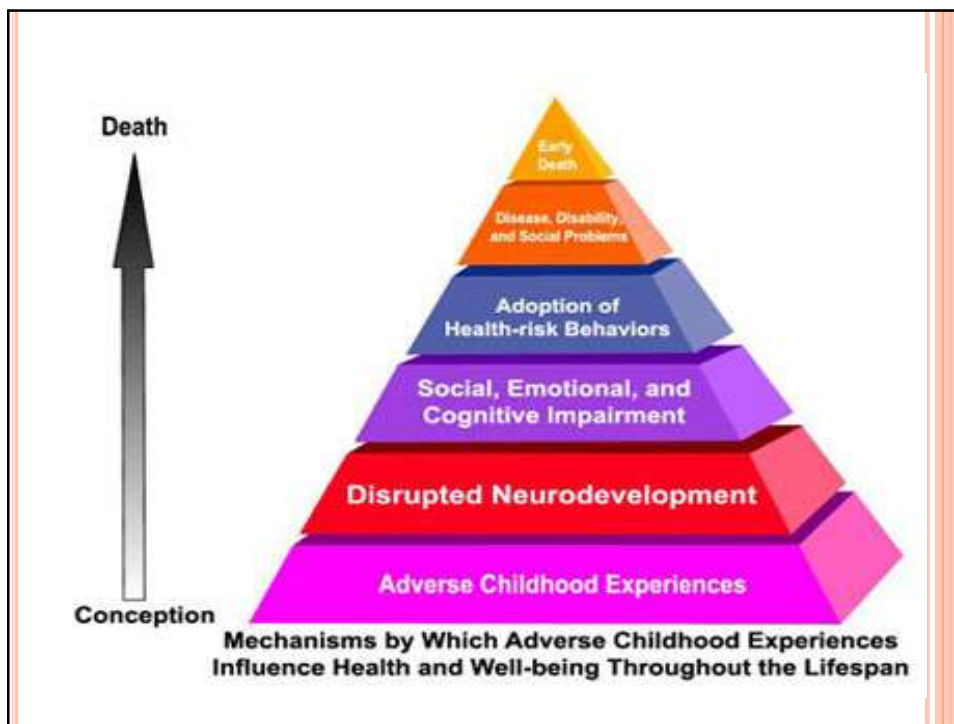 Death
Early
Death
Disease, Disability,
and Social Problems
Adoption of
Health-risk Behaviors
Social, Emotional, and
Cognitive Impairment
Disrupted Neurodevelopment
Adverse Childhood Experiences
Conception
Mechanisms by Which Adverse Childhood Experiences
Influence Health and Well-being Throughout the Lifespan